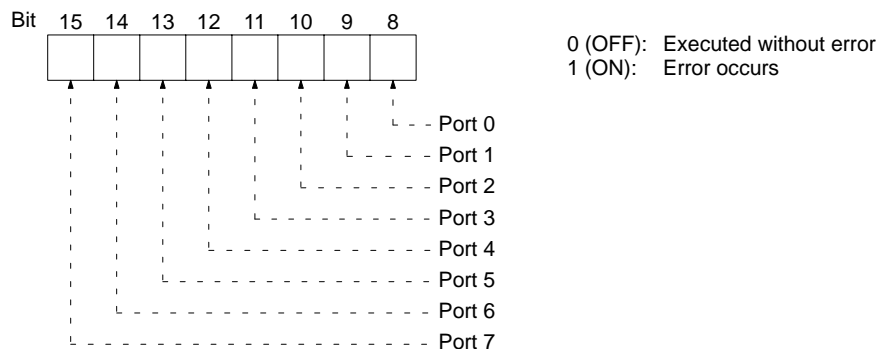 Bit 15 14 13 12 11 10 9 8
0 (OFF): Executed without error
1 (ON): Error occurs
Port 0
Port 1
Port 2
Port 3
Port 4
Port 5
Port 6
Port 7